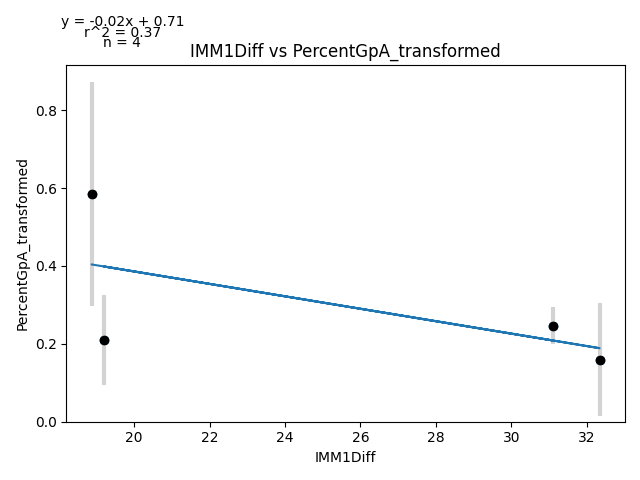 y = -0.02x + 0.71
r^2 = 0.37
n = 4
IMM1Diff vs PercentGpA_transformed
PercentGpA_transformed
0.8
0.6
0.4
0.2
0.0
20 22 24 26 28 30 32
IMM1Diff